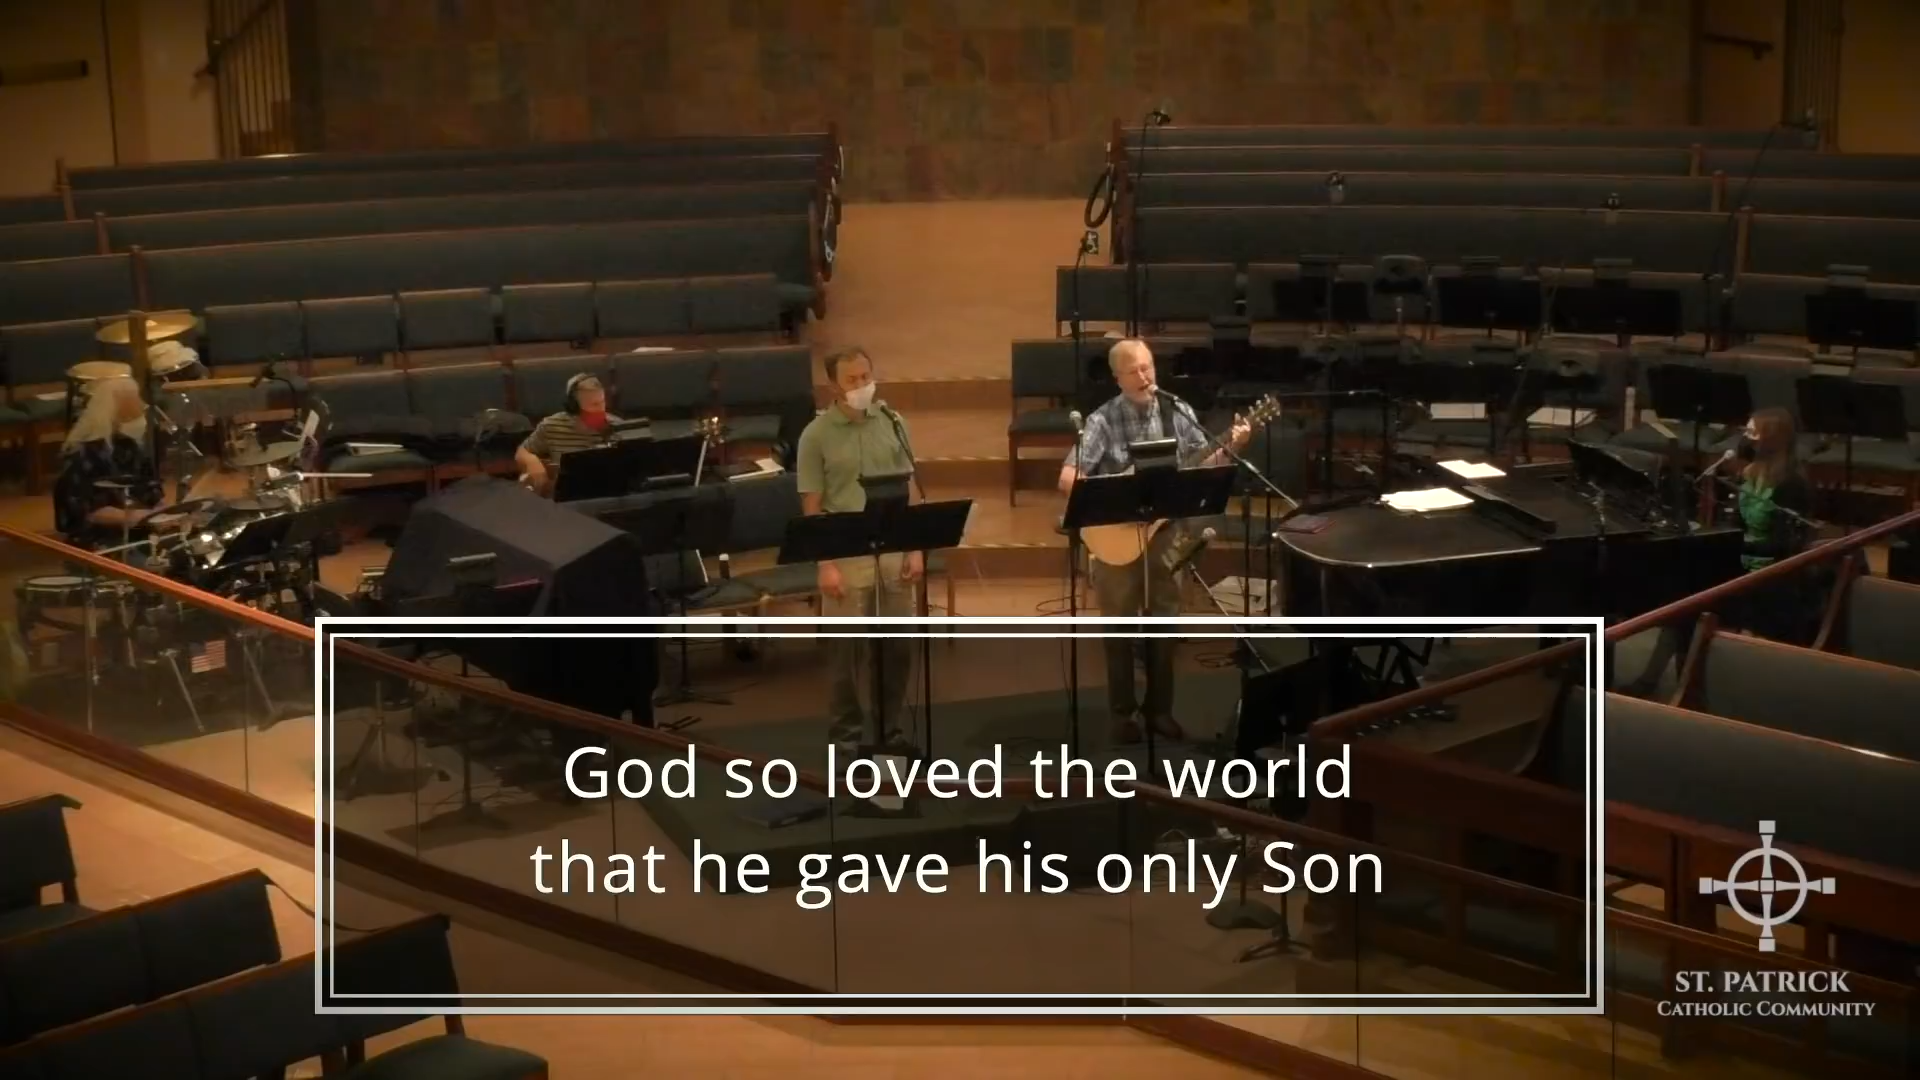 God so loved the world
that he gave his only Son
ST. PATRICK
CATHOLIC COMMUNITY